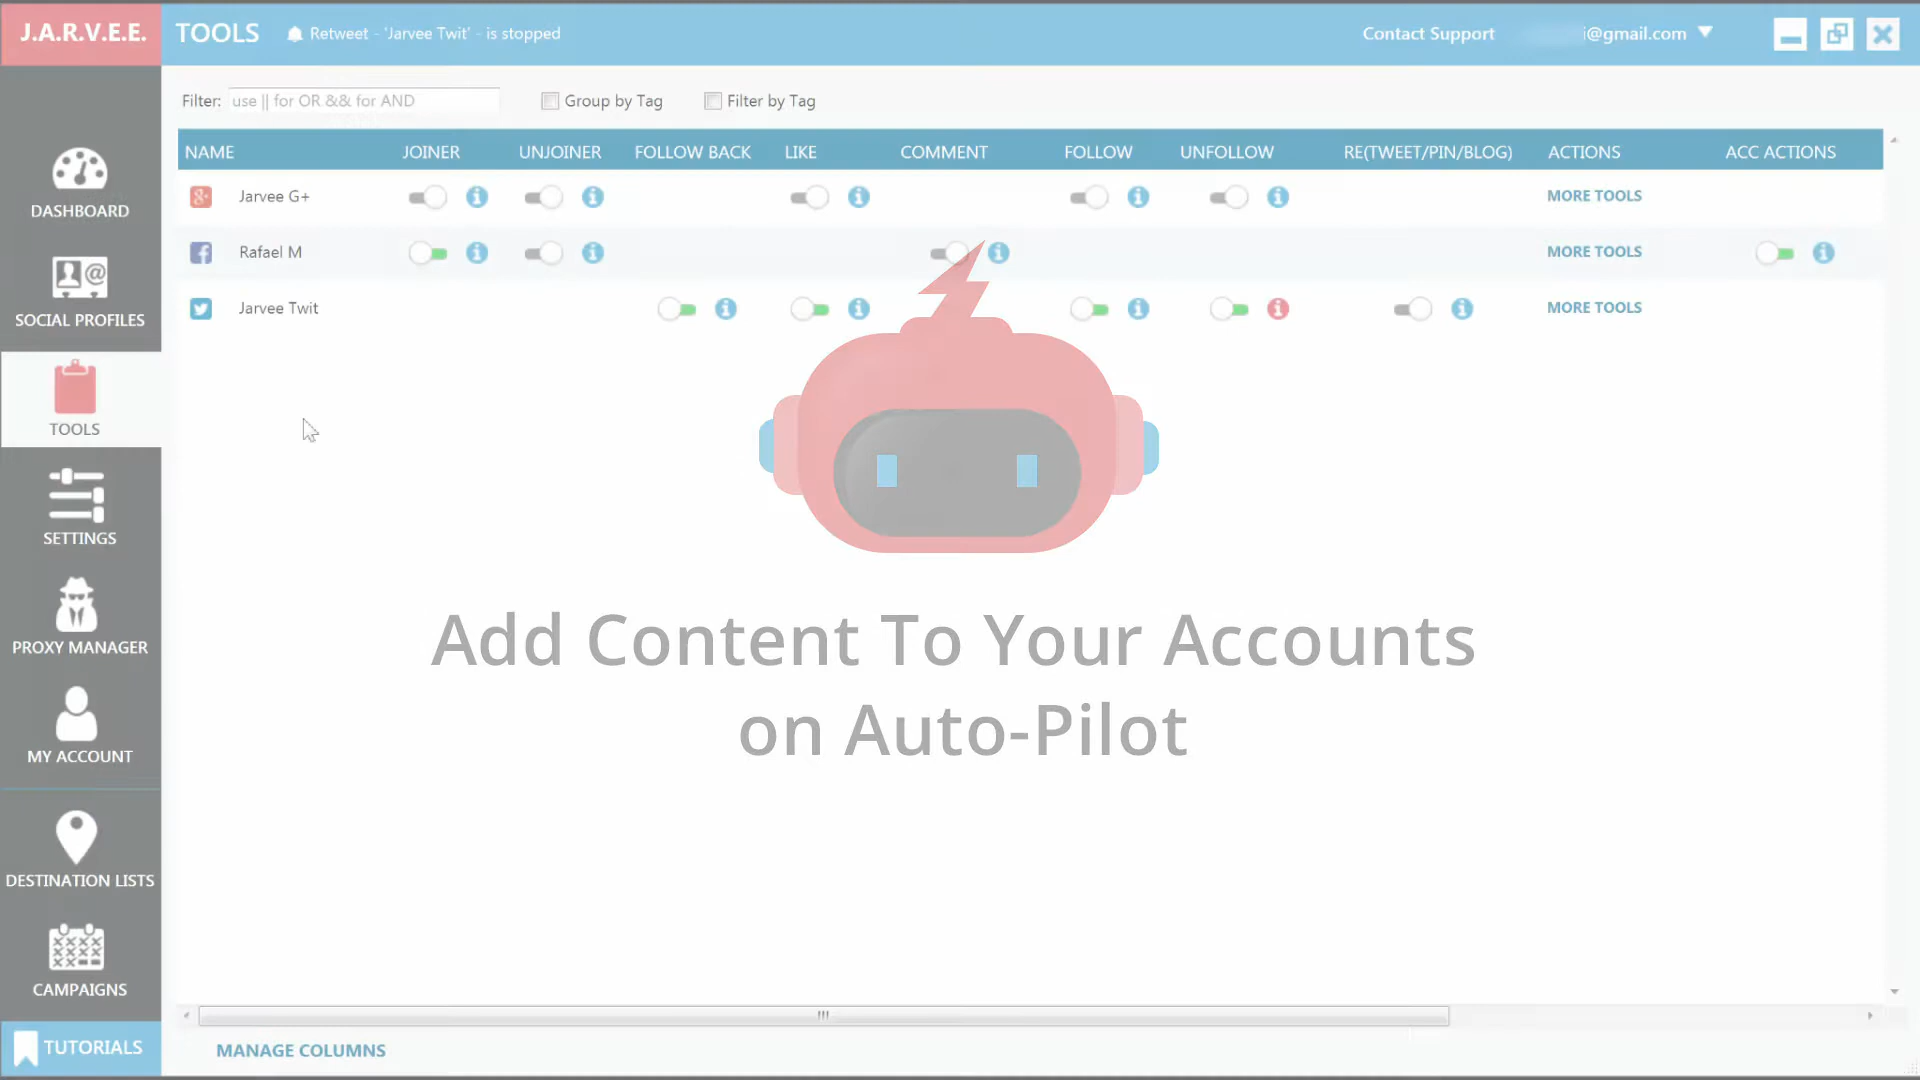 J.A.R.V.E.E.
TOOLS
Retweet - 'Jarvee Twit' - is stopped
Contact Support
i@gmail.com
Filter: use || for OR && for AND
Group by Tag
Filter by Tag
NAME JOINER UNJOINER FOLLOW BACK LIKE COMMENT FOLLOW UNFOLLOW RE(TWEET/PIN/BLOG) ACTIONS ACC ACTIONS
Jarvee G+ MORE TOOLS
Rafael M MORE TOOLS
Jarvee Twit MORE TOOLS
DASHBOARD
SOCIAL PROFILES
TOOLS
SETTINGS
PROXY MANAGER
MY ACCOUNT
DESTINATION LISTS
CAMPAIGNS
TUTORIALS
Add Content To Your Accounts
on Auto-Pilot
MANAGE COLUMNS